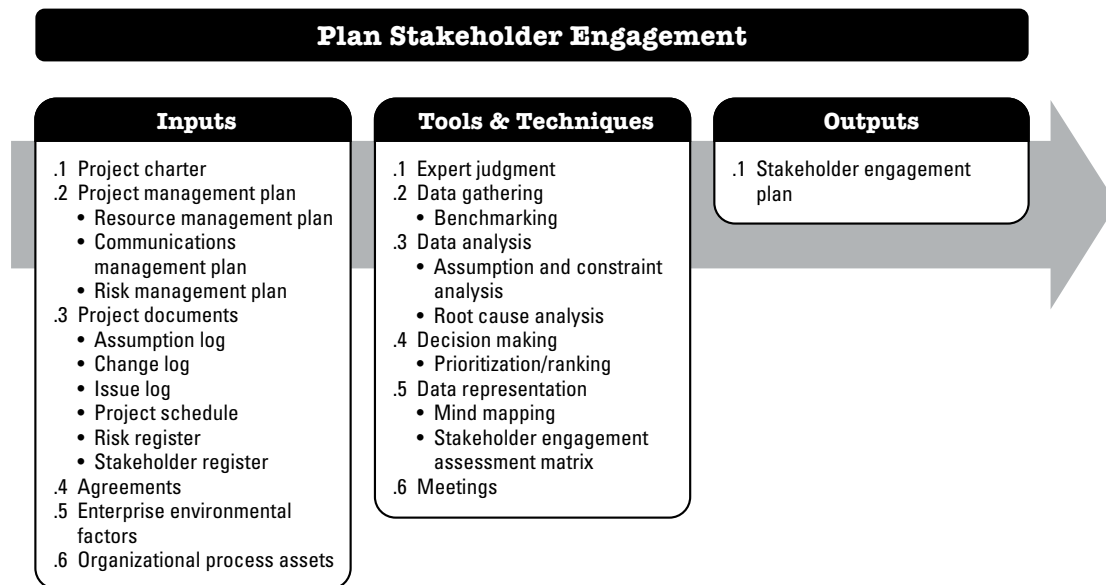 Plan Stakeholder Engagement
Inputs
.1 Project charter
.2 Project management plan
• Resource management plan
• Communications
management plan
• Risk management plan
.3 Project documents
• Assumption log
• Change log
• Issue log
• Project schedule
• Risk register
• Stakeholder register
.4 Agreements
.5 Enterprise environmental
factors
.6 Organizational process assets
Tools & Techniques
.1 Expert judgment
.2 Data gathering
• Benchmarking
.3 Data analysis
• Assumption and constraint
analysis
• Root cause analysis
.4 Decision making
• Prioritization/ranking
.5 Data representation
• Mind mapping
• Stakeholder engagement
assessment matrix
.6 Meetings
Outputs
.1 Stakeholder engagement
plan